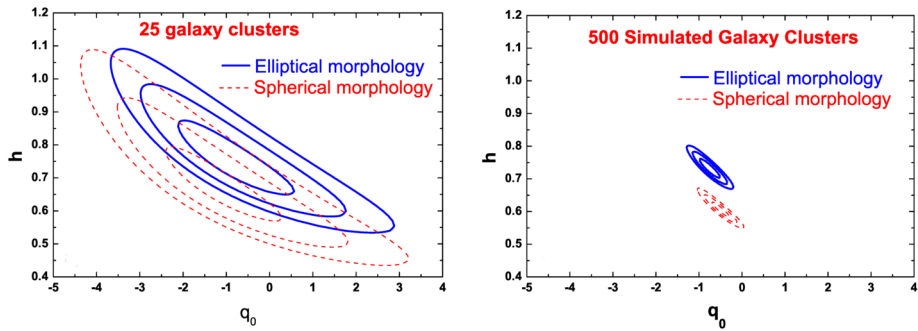 25 galaxy clusters
Elliptical morphology
Spherical morphology
1.2
1.1
1.0
0.9
0.8
0.7
0.6
0.5
0.4
h
-5 -4 -3 -2 -1 0 1 2 3 4
q0
500 Simulated Galaxy Clusters
Elliptical morphology
Spherical morphology
1.2
1.1
1.0
0.9
0.8
0.7
0.6
0.5
0.4
h
-5 -4 -3 -2 -1 0 1 2 3 4
q0